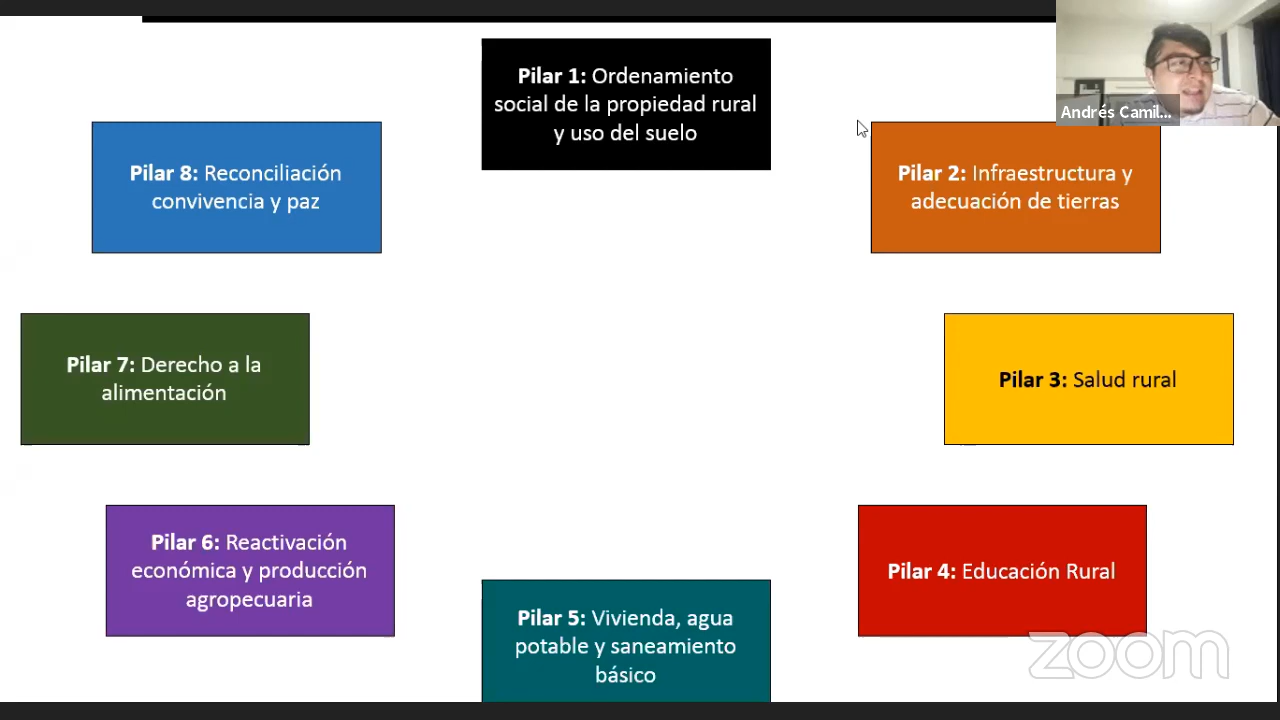 Pilar 1: Ordenamiento
social de la propiedad rural
y uso del suelo
Andrés Camil...
Pilar 8: Reconciliación
convivencia y paz
Pilar 2: Infraestructura y
adecuación de tierras
Pilar 7: Derecho a la
alimentación
Pilar 3: Salud rural
Pilar 6: Reactivación
económica y producción
agropecuaria
Pilar 4: Educación Rural
Pilar 5: Vivienda, agua
potable y saneamiento
básico
zoom